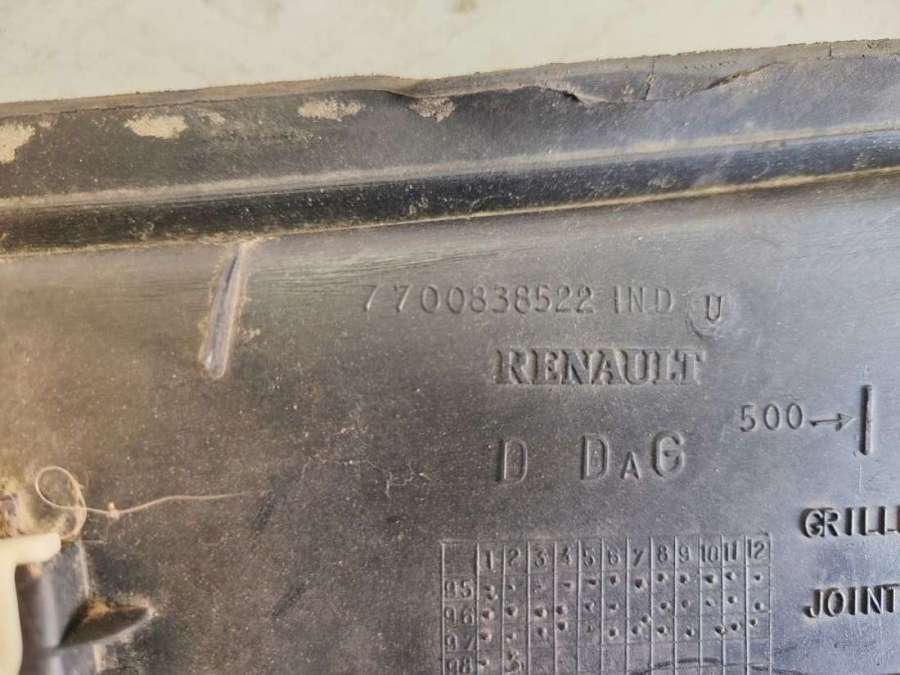 7700838522 IND U
RENAULT
500→
D DAG
GRILL
JOINT
1 2 3 4 5 6 7 8 9 10 11 12
95
96
97
98